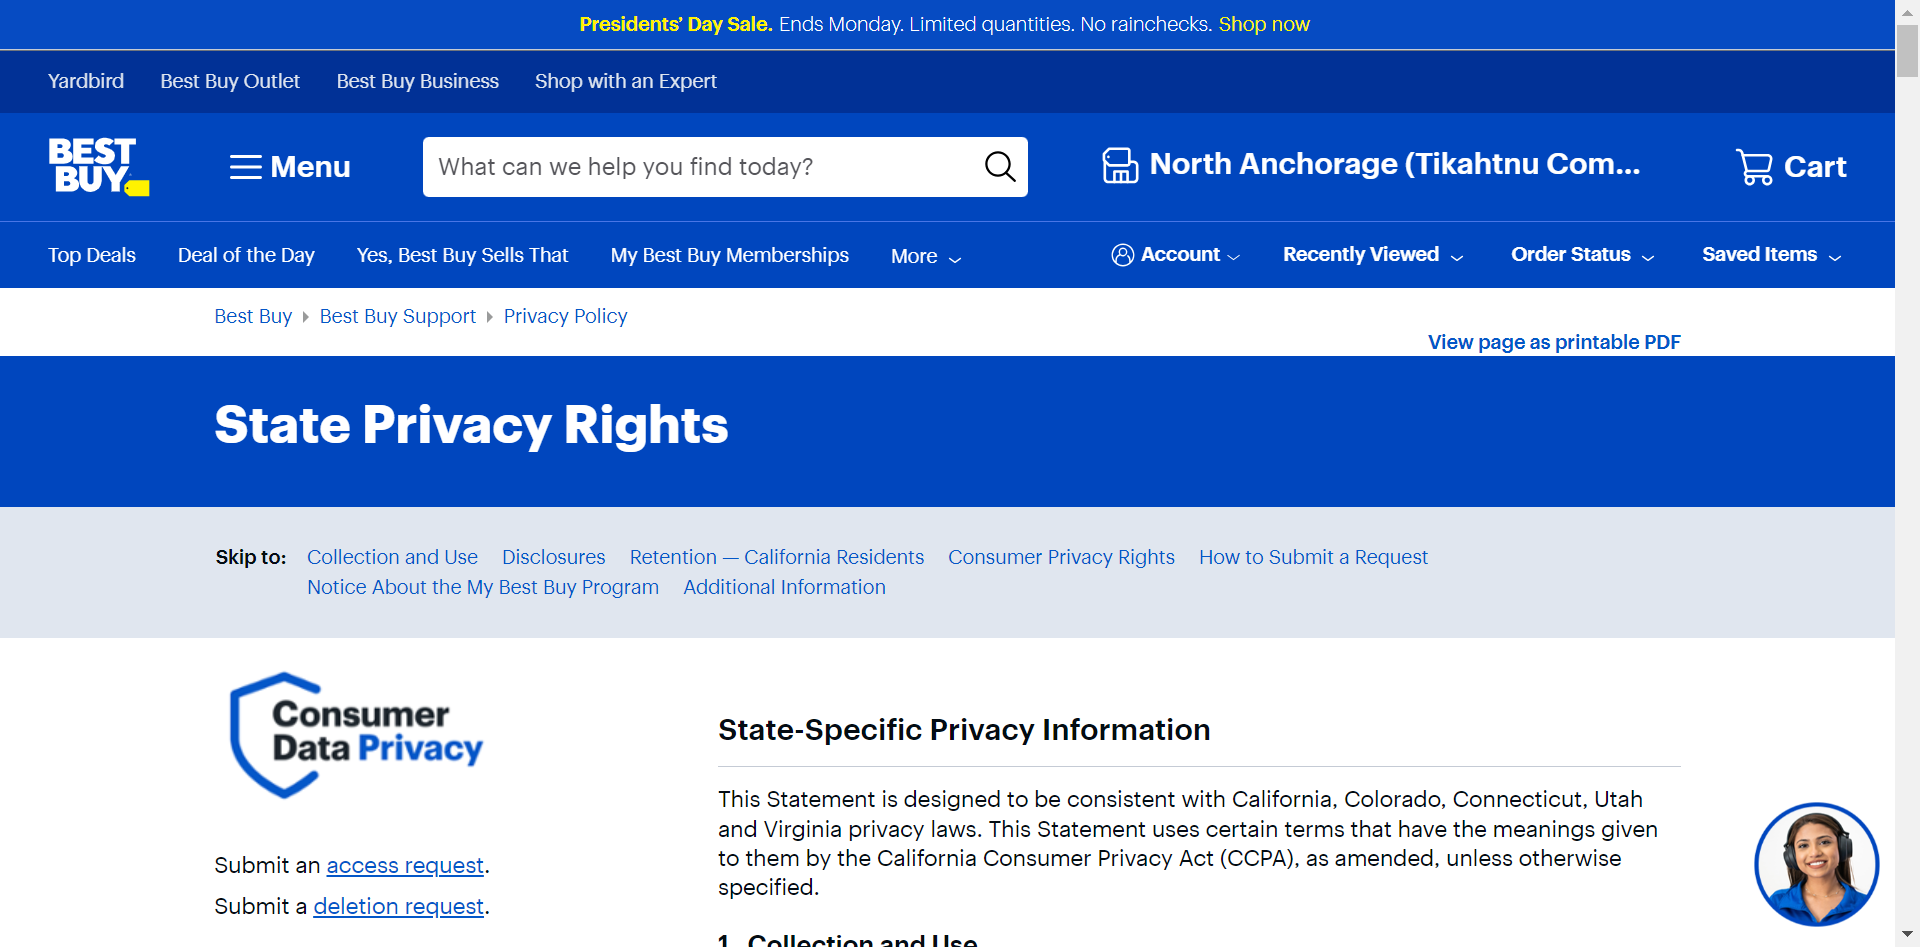 Presidents' Day Sale. Ends Monday. Limited quantities. No rainchecks. Shop now
Yardbird Best Buy Outlet Best Buy Business Shop with an Expert
BEST
BUY
Menu
What can we help you find today?
North Anchorage (Tikahtnu Com...
Cart
Top Deals Deal of the Day Yes, Best Buy Sells That My Best Buy Memberships More Account Recently Viewed Order Status Saved Items
Best Buy Best Buy Support Privacy Policy
View page as printable PDF
State Privacy Rights
Skip to: Collection and Use Disclosures Retention — California Residents Consumer Privacy Rights How to Submit a Request
Notice About the My Best Buy Program Additional Information
Consumer
Data Privacy
Submit an access request.
Submit a deletion request.
State-Specific Privacy Information
This Statement is designed to be consistent with California, Colorado, Connecticut, Utah
and Virginia privacy laws. This Statement uses certain terms that have the meanings given
to them by the California Consumer Privacy Act (CCPA), as amended, unless otherwise
specified.
1. Collection and Use